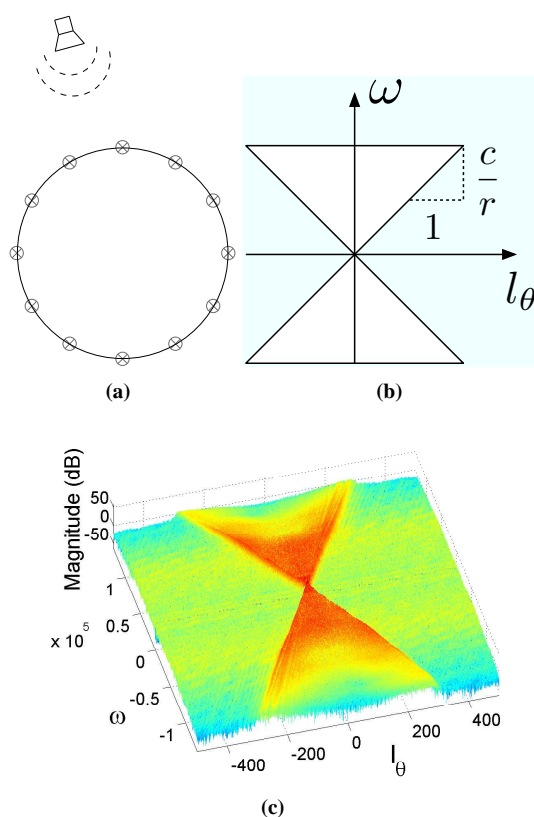 ω
c
r
1
l_θ
(a)
(b)
Magnitude (dB)
50
0
-50
1
0.5
x 10^5
0
-0.5
-1
ω
-400
-200
0
200
400
l_θ
(c)